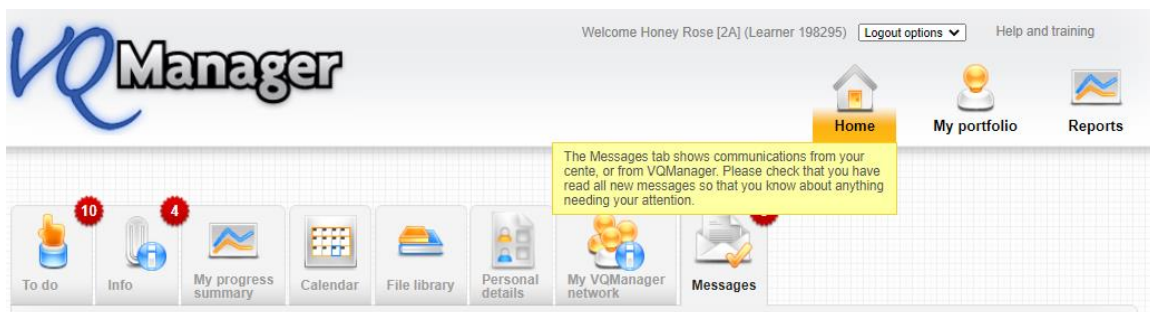 VQManager
Welcome Honey Rose [2A] (Learner 198295) Logout options Help and training
Home My portfolio Reports
The Messages tab shows communications from your
cente, or from VQManager. Please check that you have
read all new messages so that you know about anything
needing your attention.
10 4
To do Info My progress summary Calendar File library Personal details My VQManager network Messages